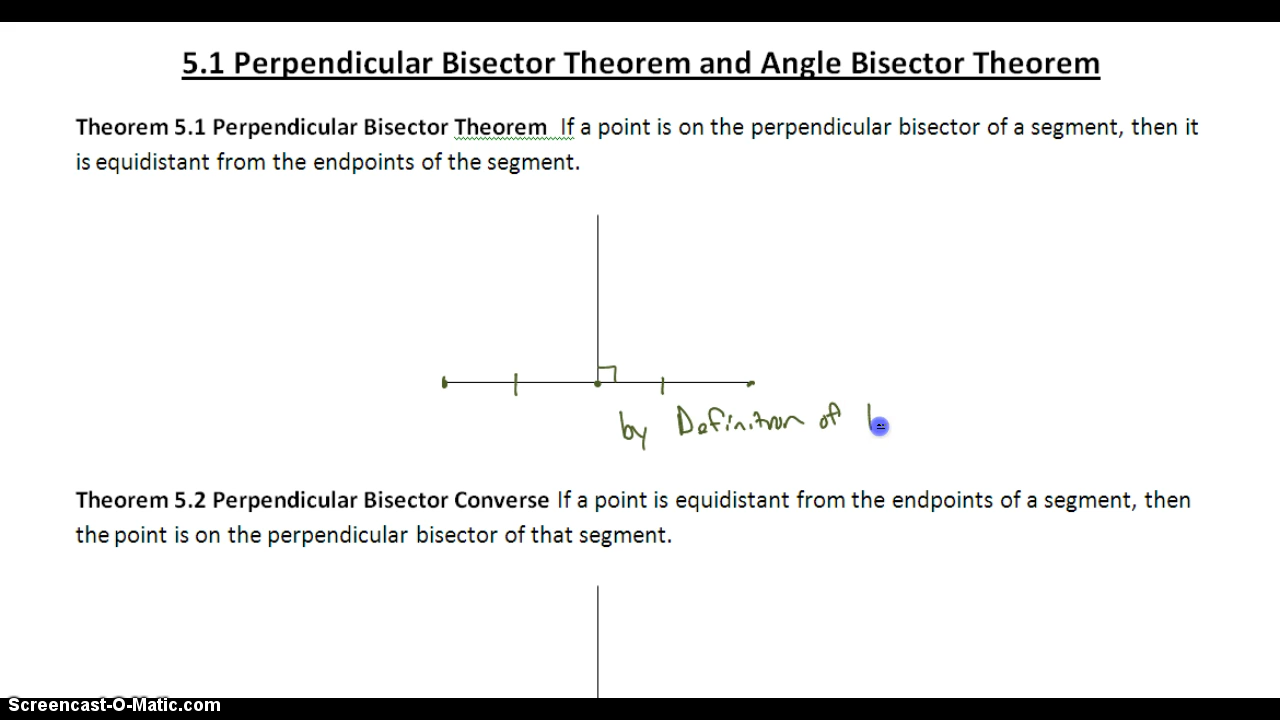 5.1 Perpendicular Bisector Theorem and Angle Bisector Theorem
Theorem 5.1 Perpendicular Bisector Theorem If a point is on the perpendicular bisector of a segment, then it
is equidistant from the endpoints of the segment.
by Definition of
Theorem 5.2 Perpendicular Bisector Converse If a point is equidistant from the endpoints of a segment, then
the point is on the perpendicular bisector of that segment.
Screencast-O-Matic.com